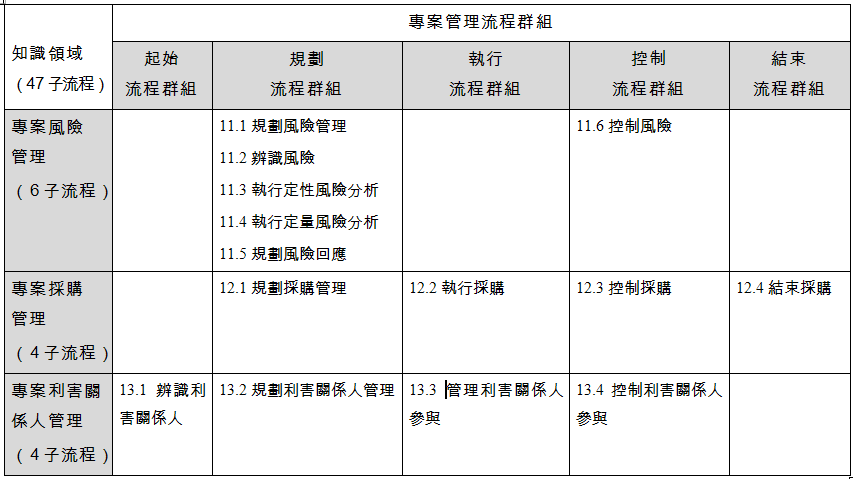 專案管理流程群組
知識領域
（47 子流程）
起始
流程群組
規劃
流程群組
執行
流程群組
控制
流程群組
結束
流程群組
專案風險
管理
（6 子流程）
11.1 規劃風險管理
11.2 辨識風險
11.3 執行定性風險分析
11.4 執行定量風險分析
11.5 規劃風險回應
11.6 控制風險
專案採購
管理
（4 子流程）
12.1 規劃採購管理
12.2 執行採購
12.3 控制採購
12.4 結束採購
專案利害關
係人管理
（4 子流程）
13.1 辨識利
害關係人
13.2 規劃利害關係人管理
13.3 管理利害關係人
參與
13.4 控制利害關係人
參與